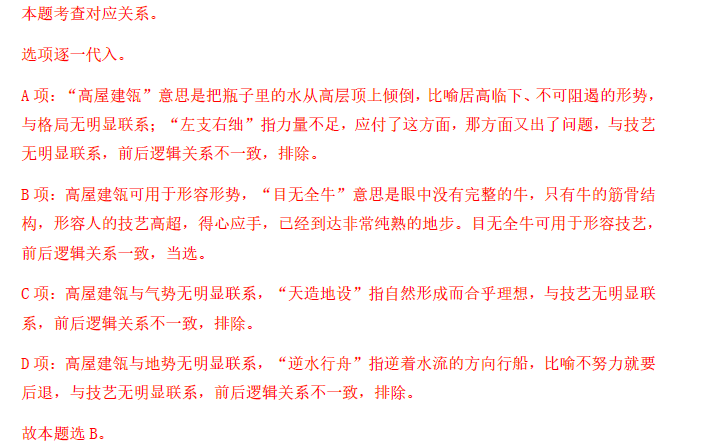 本题考查对应关系。
选项逐一代入。
A 项：“高屋建瓴”意思是把瓶子里的水从高层顶上倾倒，比喻居高临下、不可阻遏的形势，
与格局无明显联系；“左支右绌”指力量不足，应付了这方面，那方面又出了问题，与技艺
无明显联系，前后逻辑关系不一致，排除。
B 项：高屋建瓴可用于形容形势，“目无全牛”意思是眼中没有完整的牛，只有牛的筋骨结
构，形容人的技艺高超，得心应手，已经到达非常纯熟的地步。目无全牛可用于形容技艺，
前后逻辑关系一致，当选。
C 项：高屋建瓴与气势无明显联系，“天造地设”指自然形成而合乎理想，与技艺无明显联
系，前后逻辑关系不一致，排除。
D 项：高屋建瓴与地势无明显联系，“逆水行舟”指逆着水流的方向行船，比喻不努力就要
后退，与技艺无明显联系，前后逻辑关系不一致，排除。
故本题选 B。